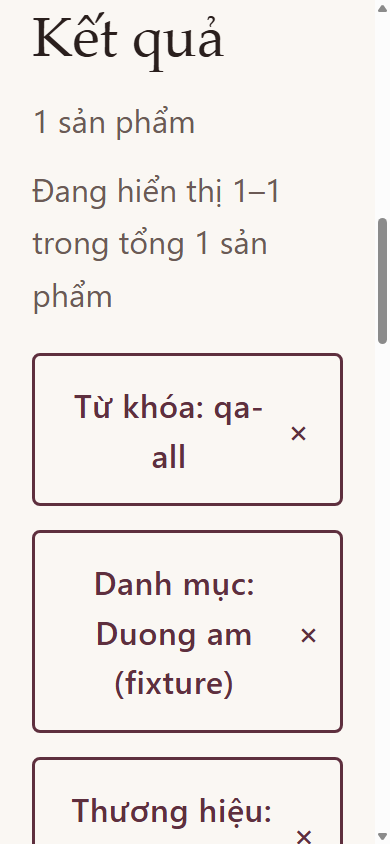 Kết quả
1 sản phẩm
Đang hiển thị 1–1
trong tổng 1 sản
phẩm
Từ khóa: qa-
all
×
Danh mục:
Duong am
(fixture)
×
Thương hiệu:
×